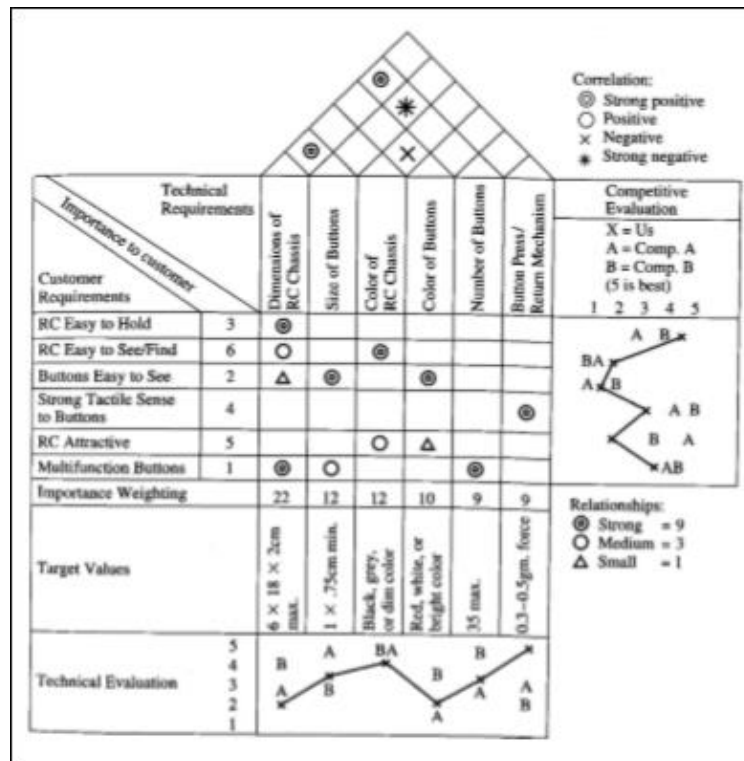 Correlation:
Strong positive
Positive
Negative
Strong negative
Technical
Requirements
Importance to customer
Customer
Requirements
Dimensions of
RC Chassis
Size of Buttons
Color of
RC Chassis
Color of Buttons
Number of Buttons
Button Press/
Return Mechanism
Competitive
Evaluation
X = Us
A = Comp. A
B = Comp. B
(5 is best)
1 2 3 4 5
RC Easy to Hold 3
A B
RC Easy to See/Find 6
BA
Buttons Easy to See 2
A B
Strong Tactile Sense
to Buttons 4
A B
RC Attractive 5
B A
Multifunction Buttons 1
AB
Importance Weighting 22 12 12 10 9 9
Relationships:
Strong = 9
Medium = 3
Small = 1
Target Values
6 × 18 × 2cm
max.
1 × .75cm min.
Black, grey,
or dim color
Red, white, or
bright color
35 max.
0.3–0.5gm. force
Technical Evaluation
5
4
3
2
1
B
A
A
B
BA
B
A
B
A
A
B